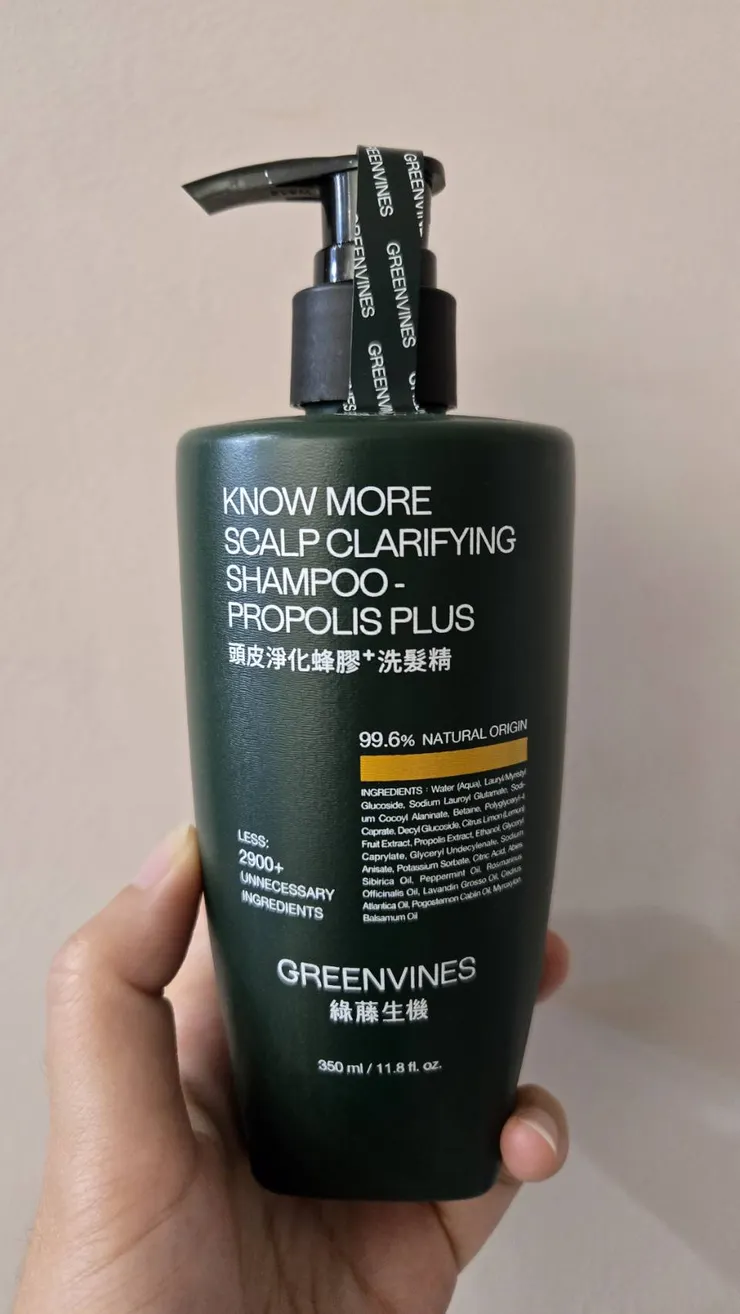 GREENVINES
GREENVINES
GREENVINES
KNOW MORE
SCALP CLARIFYING
SHAMPOO -
PROPOLIS PLUS
頭皮淨化蜂膠⁺洗髮精
99.6% NATURAL ORIGIN
INGREDIENTS : Water (Aqua), Lauryl/Myristyl
Glucoside, Sodium Lauroyl Glutamate, Sodi-
um Cocoyl Alaninate, Betaine, Polyglyceryl-4
Caprate, Decyl Glucoside, Citrus Limon (Lemon)
Fruit Extract, Propolis Extract, Ethanol, Glyceryl
Caprylate, Glyceryl Undecylenate, Sodium
Anisate, Potassium Sorbate, Citric Acid, Abies
Sibirica Oil, Peppermint Oil, Rosmarinus
Officinalis Oil, Lavandin Grosso Oil, Cedrus
Atlantica Oil, Pogostemon Cablin Oil, Myroxylon
Balsamum Oil
LESS:
2900+
UNNECESSARY
INGREDIENTS
GREENVINES
綠藤生機
350 ml / 11.8 fl. oz.